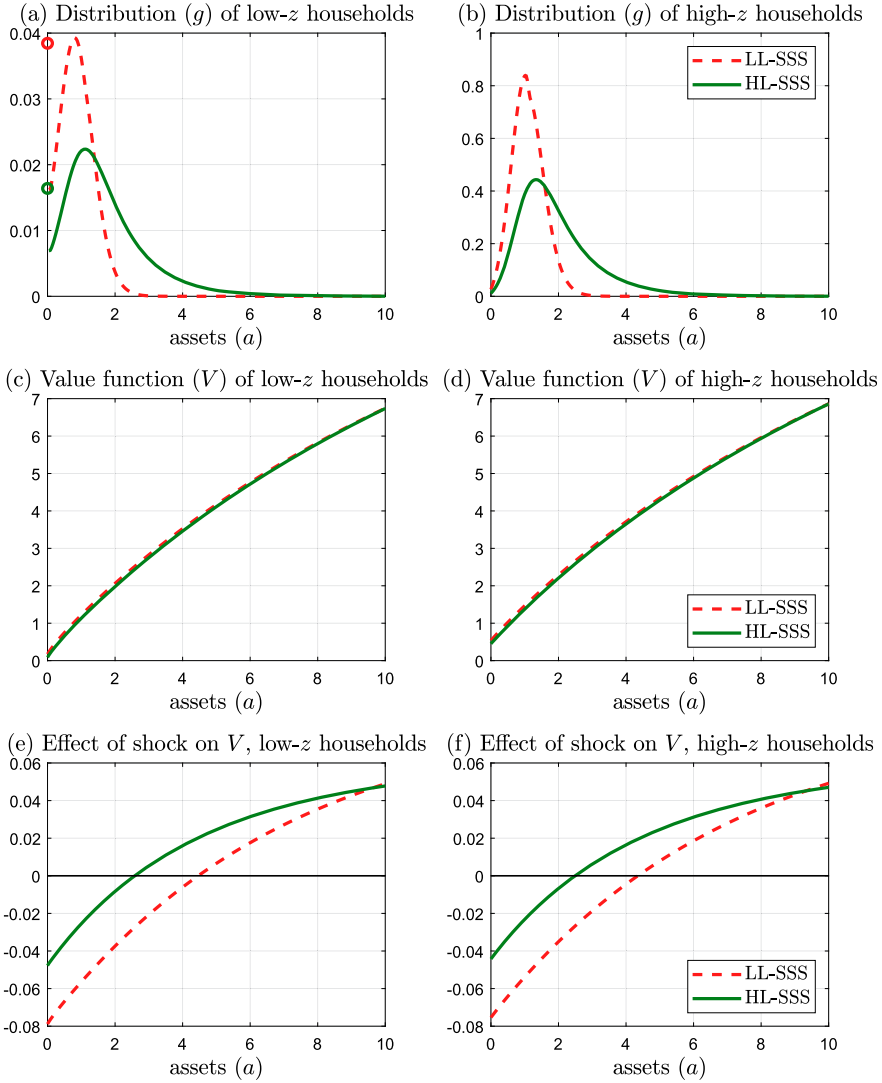 (a) Distribution (g) of low-z households
0.04
0.03
0.02
0.01
0
0 2 4 6 8 10
assets (a)
(b) Distribution (g) of high-z households
LL-SSS
HL-SSS
1
0.8
0.6
0.4
0.2
0
0 2 4 6 8 10
assets (a)
(c) Value function (V) of low-z households
7
6
5
4
3
2
1
0
0 2 4 6 8 10
assets (a)
(d) Value function (V) of high-z households
7
6
5
4
3
2
1
0
LL-SSS
HL-SSS
0 2 4 6 8 10
assets (a)
(e) Effect of shock on V, low-z households
0.06
0.04
0.02
0
-0.02
-0.04
-0.06
-0.08
0 2 4 6 8 10
assets (a)
(f) Effect of shock on V, high-z households
0.06
0.04
0.02
0
-0.02
-0.04
-0.06
-0.08
LL-SSS
HL-SSS
0 2 4 6 8 10
assets (a)